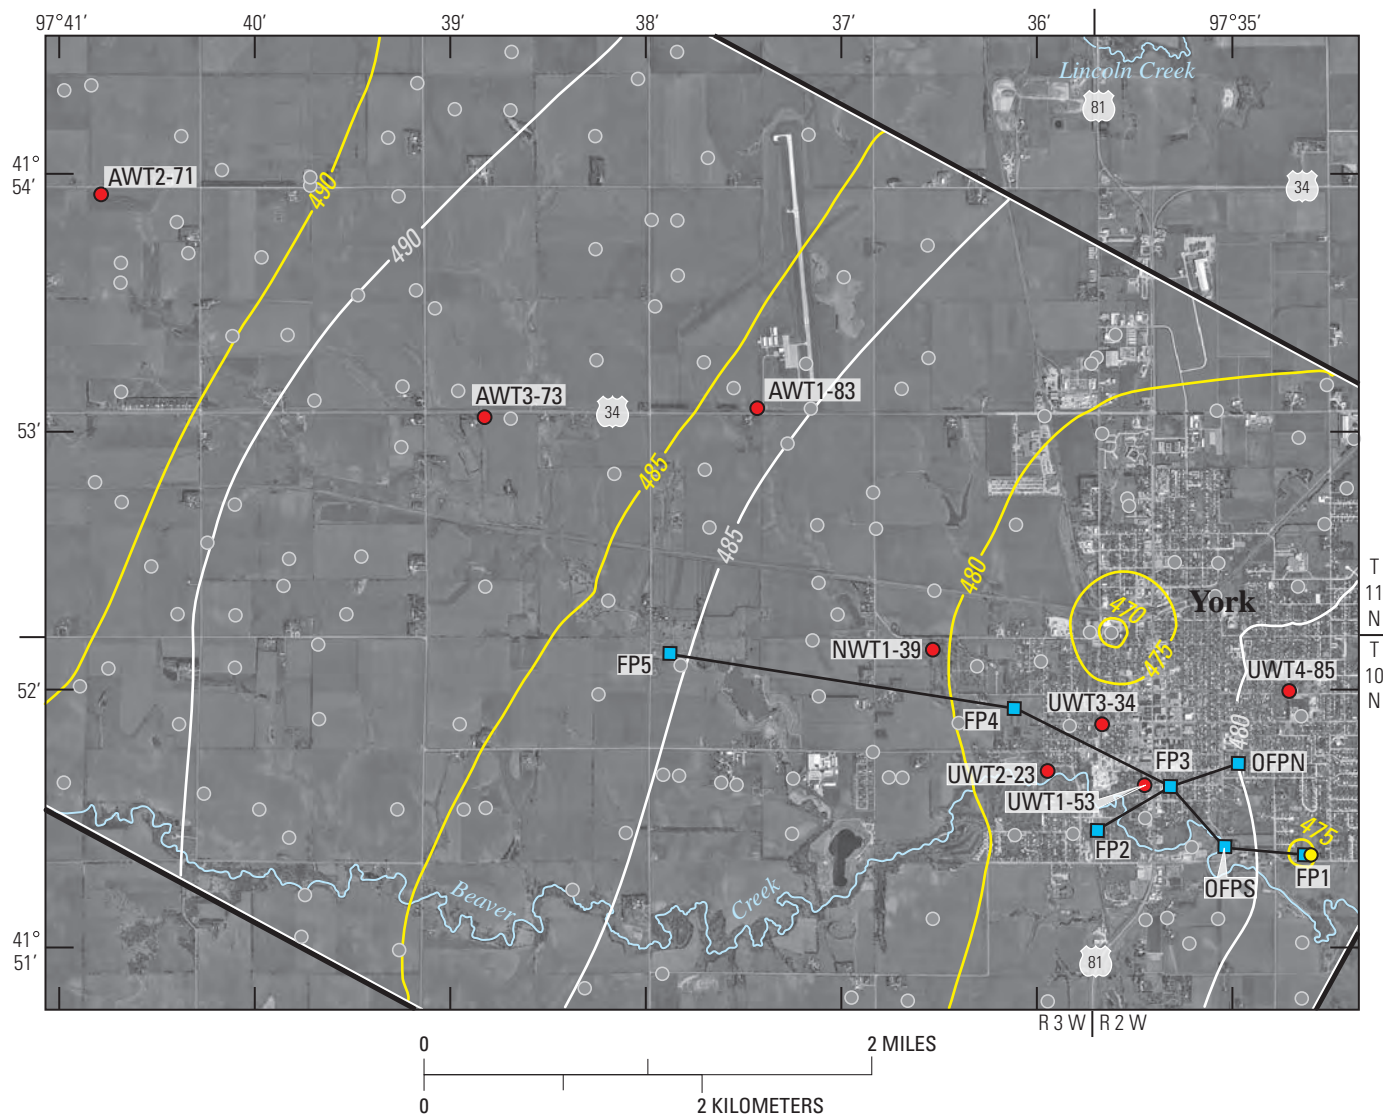 97°41′ 40′ 39′ 38′ 37′ 36′ 97°35′
Lincoln Creek
81
41°
54′
AWT2-71
34
490
490
AWT3-73
34
AWT1-83
53′
485
485
480
T
11
N
470
York
475
T
10
N
NWT1-39
FP5
UWT4-85
52′
UWT3-34
FP4
480
FP3
OFPN
UWT2-23
UWT1-53
FP2
475
OFPS
FP1
Beaver
Creek
41°
51′
81
R 3 W R 2 W
0 2 MILES
0 2 KILOMETERS